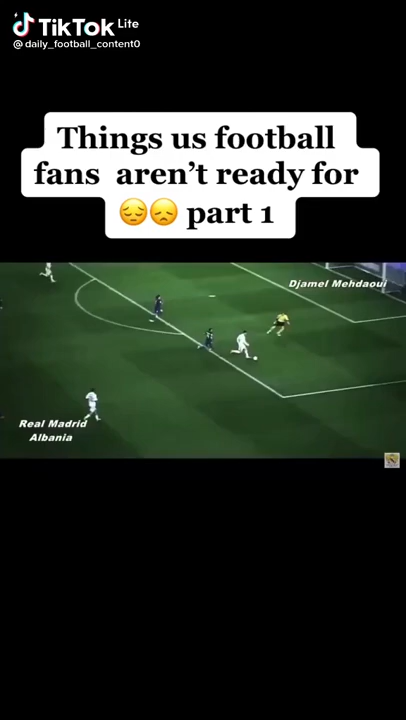 TikTok Lite
@daily_football_content0
Things us football
fans aren't ready for
😔😞 part 1
Djamel Mehdaoui
Real Madrid
Albania